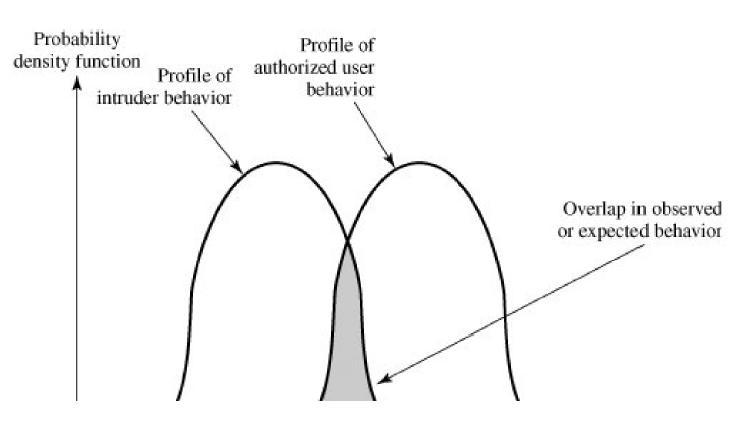 Probability
density function
Profile of
intruder behavior
Profile of
authorized user
behavior
Overlap in observed
or expected behavior